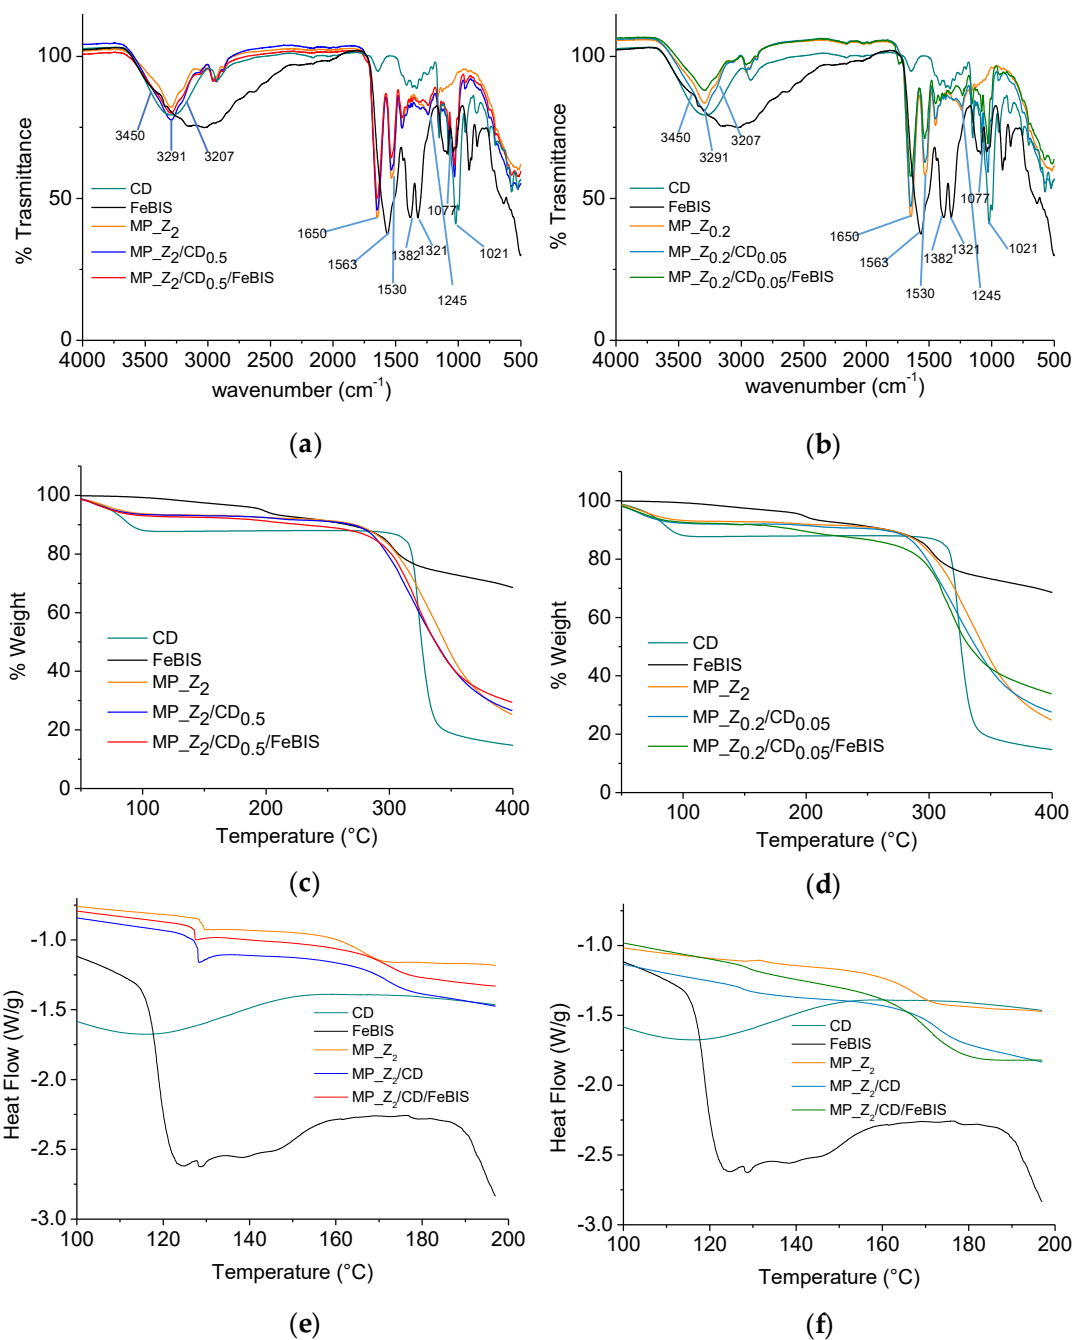 % Trasmittance
100
50
0
3450
3291
3207
CD
FeBIS
MP_Z2
MP_Z2/CD0.5
MP_Z2/CD0.5/FeBIS
1650
1563
1382
1321
1077
1021
1530
1245
4000 3500 3000 2500 2000 1500 1000 500
wavenumber (cm-1)
(a)
% Trasmittance
100
50
0
3450
3291
3207
CD
FeBIS
MP_Z0.2
MP_Z0.2/CD0.05
MP_Z0.2/CD0.05/FeBIS
1650
1563
1382
1321
1077
1021
1530
1245
4000 3500 3000 2500 2000 1500 1000 500
wavenumber (cm-1)
(b)
% Weight
100
80
60
40
20
0
CD
FeBIS
MP_Z2
MP_Z2/CD0.5
MP_Z2/CD0.5/FeBIS
100 200 300 400
Temperature (°C)
(c)
% Weight
100
80
60
40
20
0
CD
FeBIS
MP_Z2
MP_Z0.2/CD0.05
MP_Z0.2/CD0.05/FeBIS
100 200 300 400
Temperature (°C)
(d)
Heat Flow (W/g)
-1.0
-1.5
-2.0
-2.5
-3.0
CD
FeBIS
MP_Z2
MP_Z2/CD
MP_Z2/CD/FeBIS
100 120 140 160 180 200
Temperature (°C)
(e)
Heat Flow (W/g)
-1.0
-1.5
-2.0
-2.5
-3.0
CD
FeBIS
MP_Z2
MP_Z2/CD
MP_Z2/CD/FeBIS
100 120 140 160 180 200
Temperature (°C)
(f)